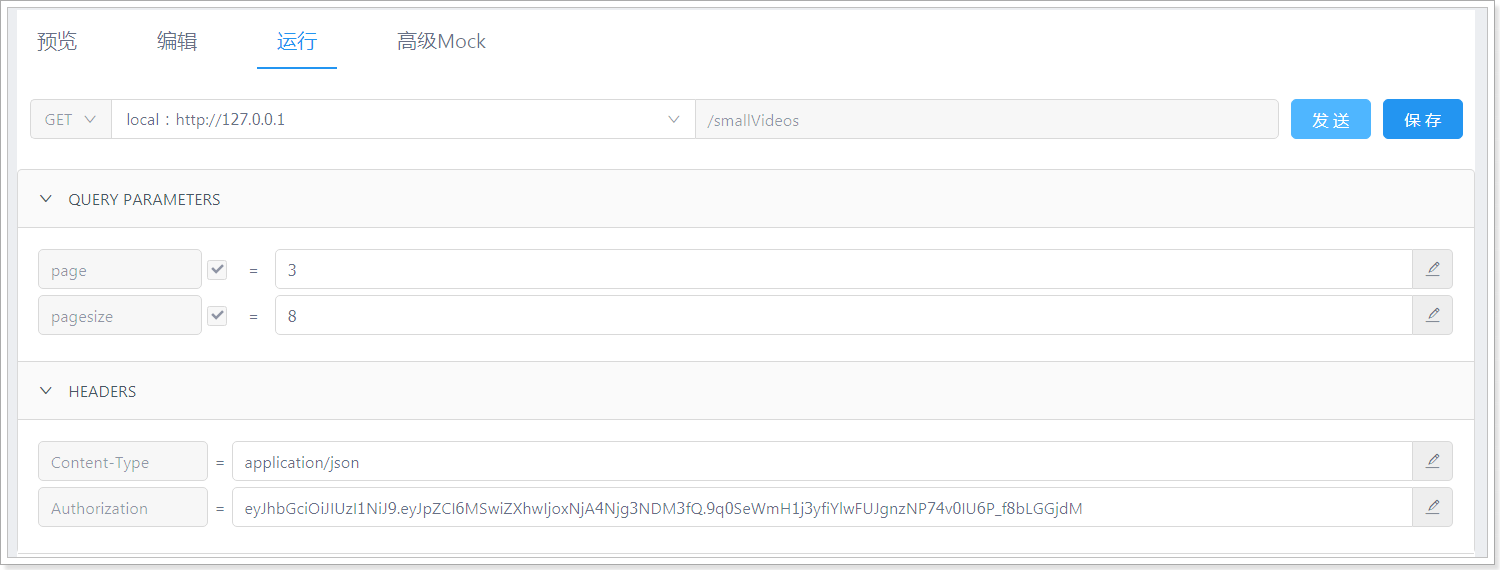 预览 编辑 运行 高级Mock
GET local：http://127.0.0.1 /smallVideos 发 送 保 存
QUERY PARAMETERS
page = 3
pagesize = 8
HEADERS
Content-Type = application/json
Authorization = eyJhbGciOiJIUzI1NiJ9.eyJpZCI6MSwiZXhwIjoxNjA4Njg3NDM3fQ.9q0SeWmH1j3yfiYlwFUJgnzNP74v0IU6P_f8bLGGjdM